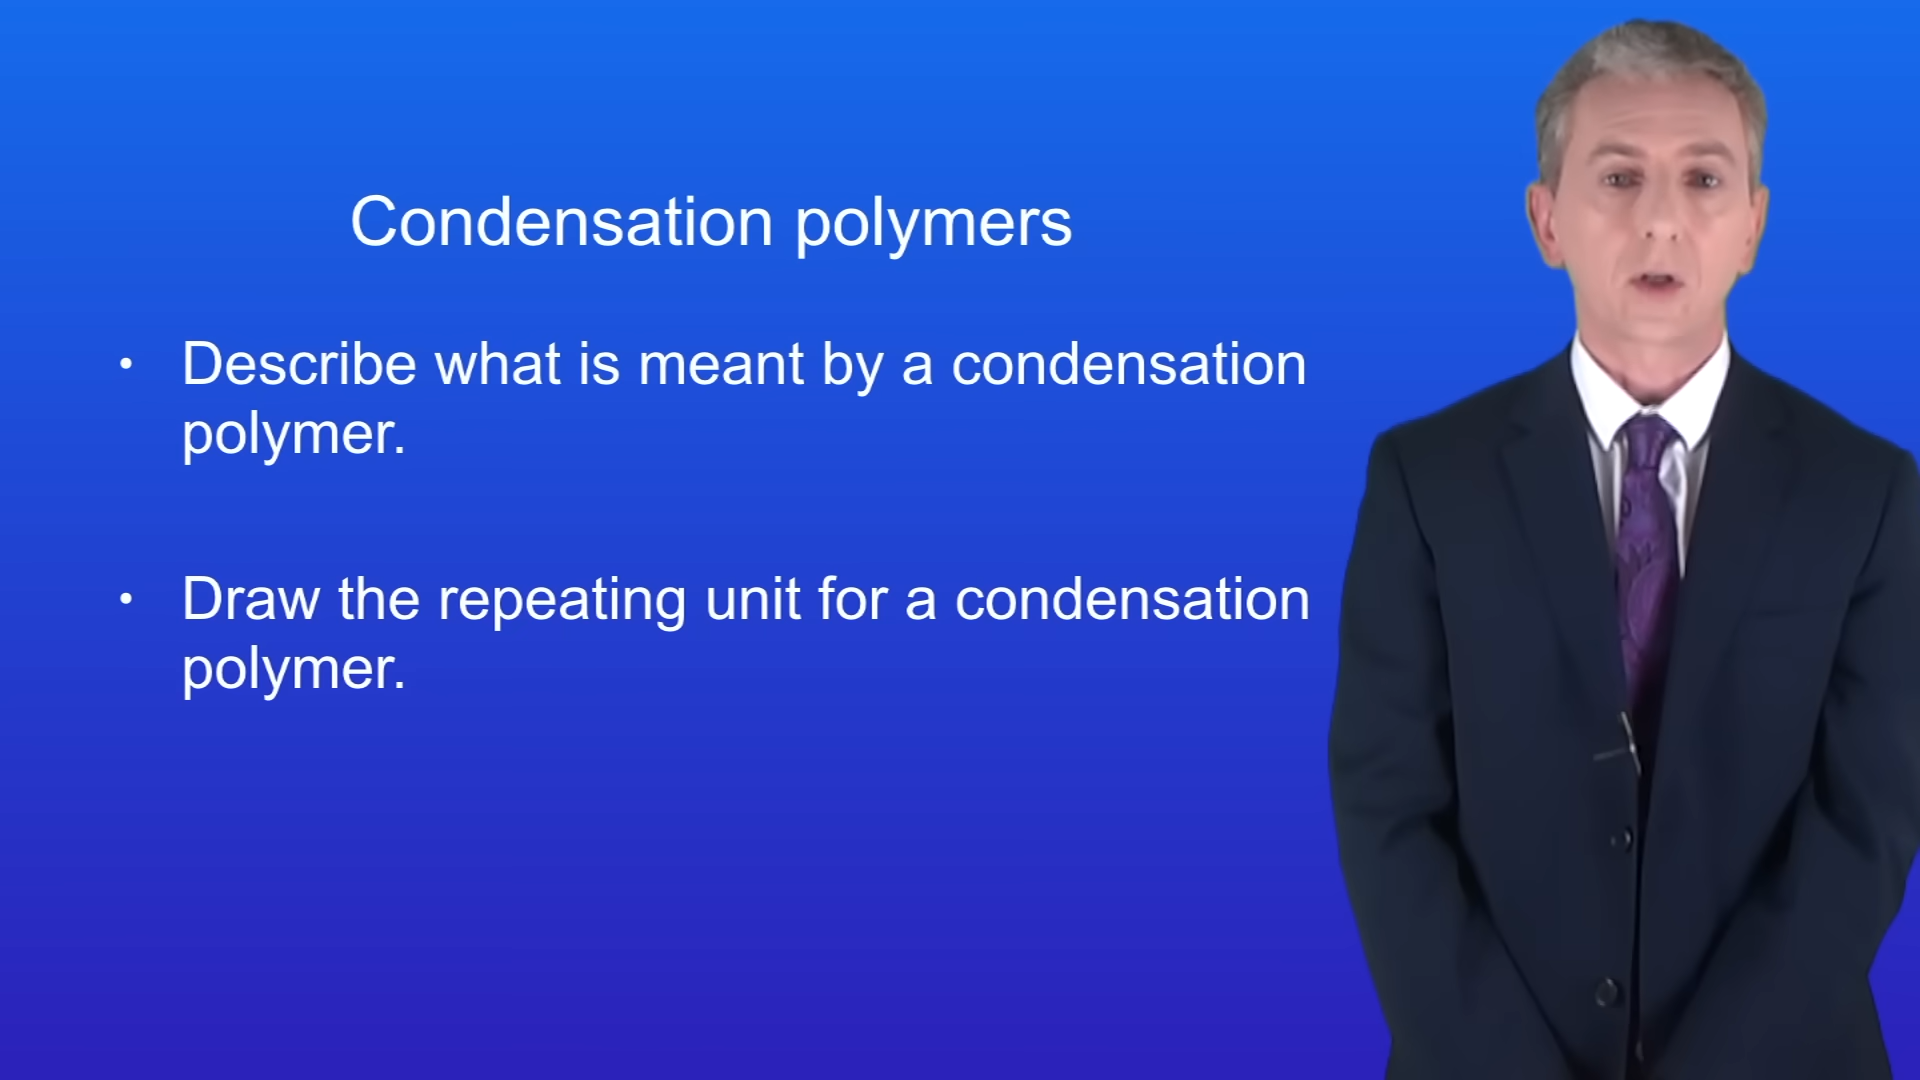 Condensation polymers
• Describe what is meant by a condensation
polymer.
• Draw the repeating unit for a condensation
polymer.